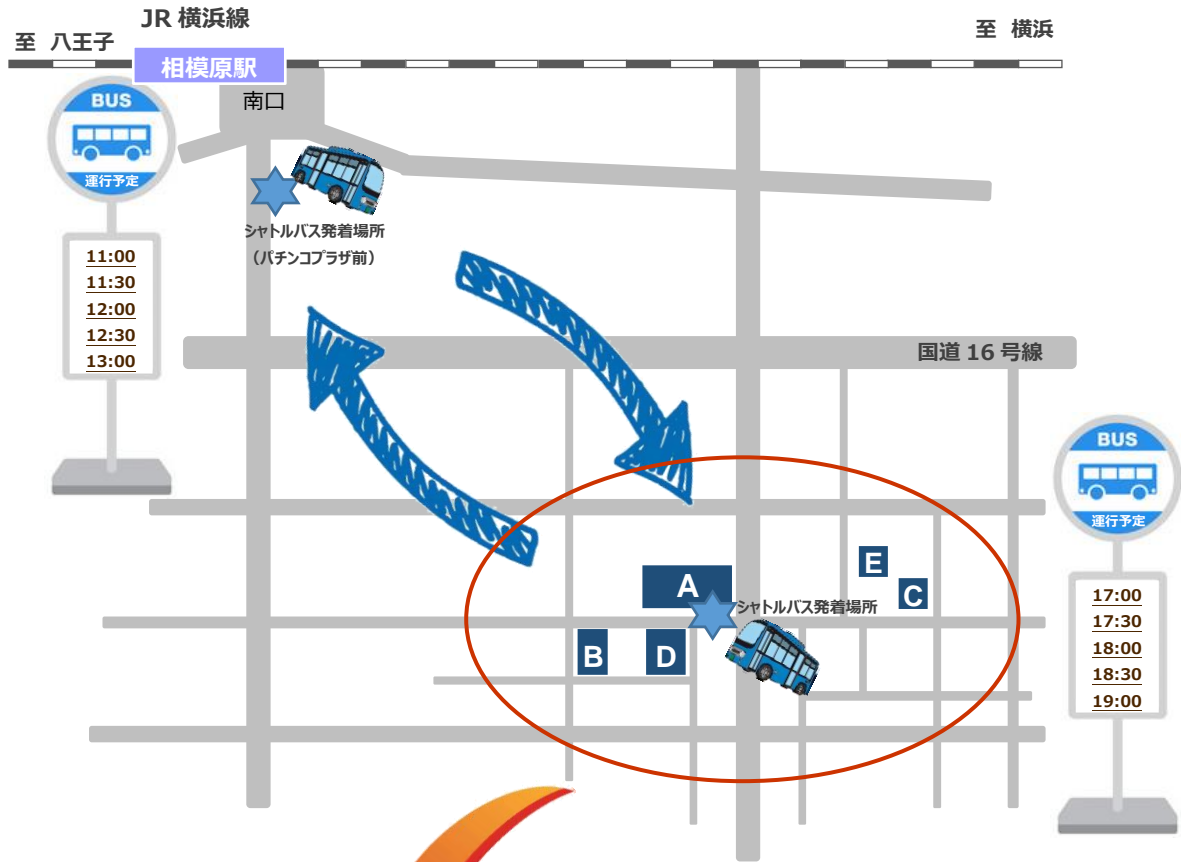 JR 横浜線
至 八王子
至 横浜
相模原駅
南口
BUS
運行予定
11:00
11:30
12:00
12:30
13:00
シャトルバス発着場所
（パチンコプラザ前）
国道 16 号線
BUS
運行予定
17:00
17:30
18:00
18:30
19:00
A
シャトルバス発着場所
E
C
B
D